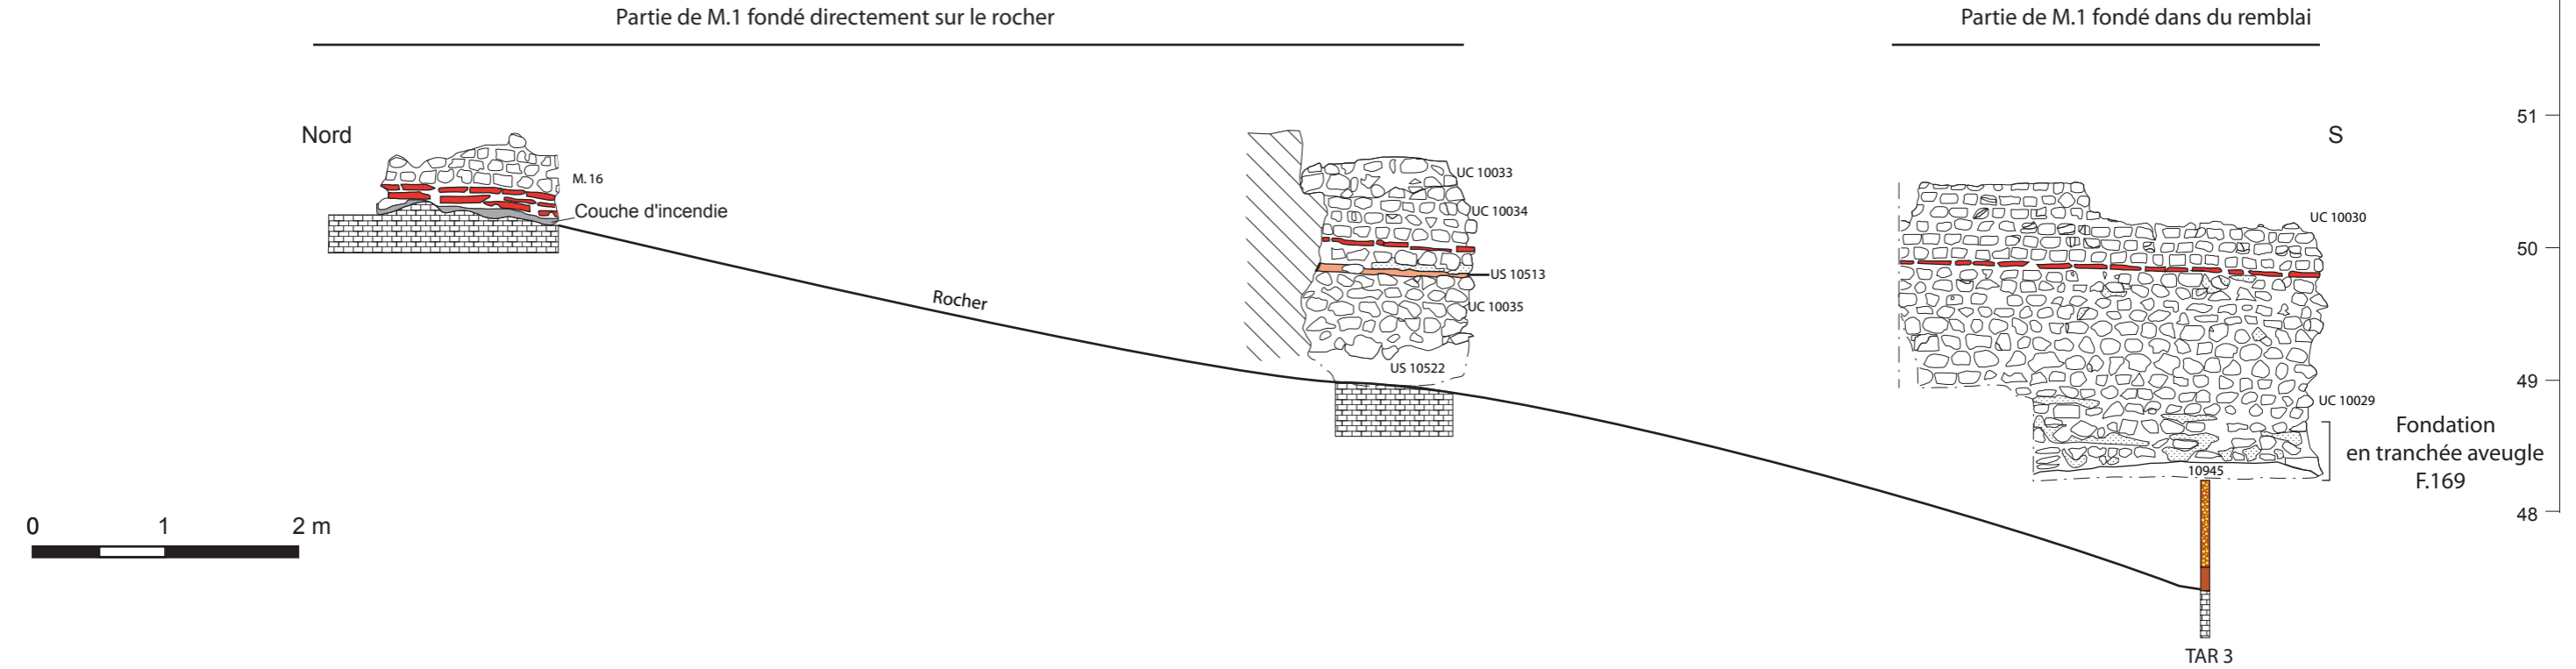 Partie de M.1 fondé directement sur le rocher
Partie de M.1 fondé dans du remblai
Nord
S
M. 16
Couche d'incendie
Rocher
UC 10033
UC 10034
US 10513
UC 10035
US 10522
UC 10030
UC 10029
Fondation
en tranchée aveugle
F.169
10945
TAR 3
51
50
49
48
0 1 2 m